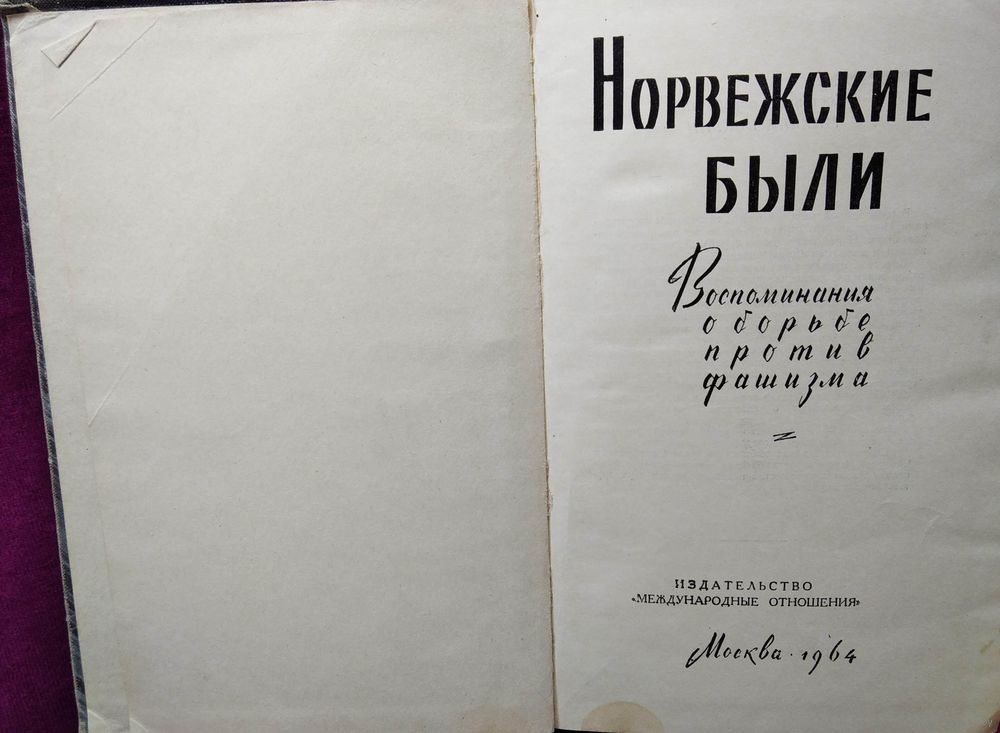 НОРВЕЖСКИЕ
БЫЛИ
Воспоминания
о борьбе
против
фашизма
ИЗДАТЕЛЬСТВО
«МЕЖДУНАРОДНЫЕ ОТНОШЕНИЯ»
Москва · 1964